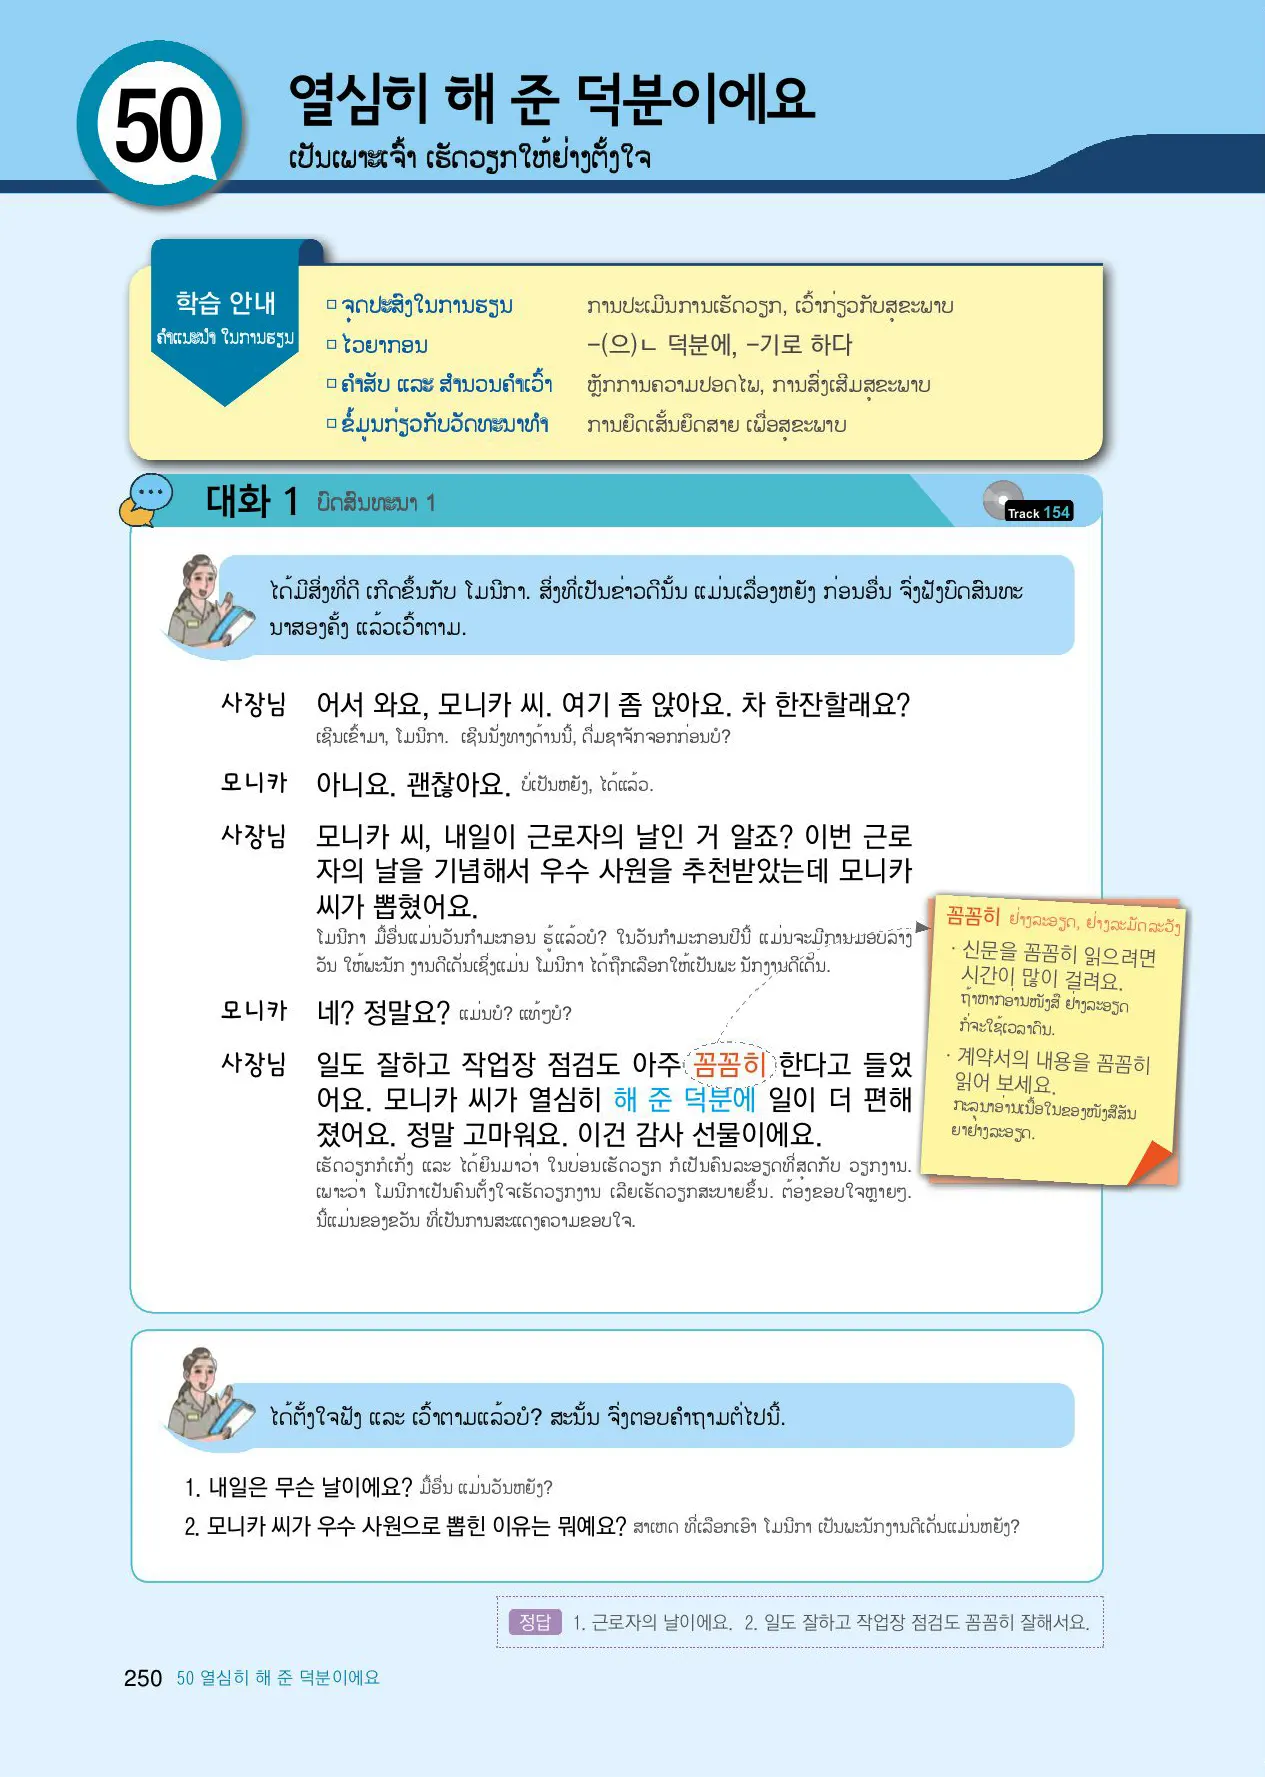 50
열심히 해 준 덕분이에요
ເປັນເພາະເຈົ້າ ເຮັດວຽກໃຫ້ຢ່າງຕັ້ງໃຈ
학습 안내
ຄຳແນະນຳ ໃນການຮຽນ
□ ຈຸດປະສົງໃນການຮຽນ ການປະເມີນການເຮັດວຽກ, ເວົ້າກ່ຽວກັບສຸຂະພາບ
□ ໄວຍາກອນ -(으)ㄴ 덕분에, -기로 하다
□ ຄຳສັບ ແລະ ສຳນວນຄຳເວົ້າ ຫຼັກການຄວາມປອດໄພ, ການສົ່ງເສີມສຸຂະພາບ
□ ຂໍ້ມູນກ່ຽວກັບວັດທະນາທຳ ການຍຶດເສັ້ນຍຶດສາຍ ເພື່ອສຸຂະພາບ
대화 1 ບົດສົນທະນາ 1
Track 154
ໄດ້ມີສິ່ງທີ່ດີ ເກີດຂຶ້ນກັບ ໂມນີກາ. ສິ່ງທີ່ເປັນຂ່າວດີນັ້ນ ແມ່ນເລື່ອງຫຍັງ ກ່ອນອື່ນ ຈົ່ງຟັງບົດສົນທະ
ນາສອງຄັ້ງ ແລ້ວເວົ້າຕາມ.
사장님 어서 와요, 모니카 씨. 여기 좀 앉아요. 차 한잔할래요?
ເຊີນເຂົ້າມາ, ໂມນີກາ. ເຊີນນັ່ງທາງດ້ານນີ້, ດື່ມຊາຈັກຈອກກ່ອນບໍ?
모니카 아니요. 괜찮아요. ບໍ່ເປັນຫຍັງ, ໄດ້ແລ້ວ.
사장님 모니카 씨, 내일이 근로자의 날인 거 알죠? 이번 근로
자의 날을 기념해서 우수 사원을 추천받았는데 모니카
씨가 뽑혔어요.
ໂມນີກາ ມື້ອື່ນແມ່ນວັນກຳມະກອນ ຮູ້ແລ້ວບໍ? ໃນວັນກຳມະກອນປີນີ້ ແມ່ນຈະມີການມອບລາງ
ວັນ ໃຫ້ພະນັກ ງານດີເດັ່ນເຊິ່ງແມ່ນ ໂມນີກາ ໄດ້ຖືກເລືອກໃຫ້ເປັນພະ ນັກງານດີເດັ່ນ.
모니카 네? 정말요? ແມ່ນບໍ? ແທ້ໆບໍ?
사장님 일도 잘하고 작업장 점검도 아주 꼼꼼히 한다고 들었
어요. 모니카 씨가 열심히 해 준 덕분에 일이 더 편해
졌어요. 정말 고마워요. 이건 감사 선물이에요.
ເຮັດວຽກກໍເກັ່ງ ແລະ ໄດ້ຍິນມາວ່າ ໃນບ່ອນເຮັດວຽກ ກໍເປັນຄົນລະອຽດທີ່ສຸດກັບ ວຽກງານ.
ເພາະວ່າ ໂມນີກາເປັນຄົນຕັ້ງໃຈເຮັດວຽກງານ ເລີຍເຮັດວຽກສະບາຍຂຶ້ນ. ຕ້ອງຂອບໃຈຫຼາຍໆ.
ນີ້ແມ່ນຂອງຂວັນ ທີ່ເປັນການສະແດງຄວາມຂອບໃຈ.
꼼꼼히 ຢ່າງລະອຽດ, ຢ່າງລະມັດລະວັງ
· 신문을 꼼꼼히 읽으려면
시간이 많이 걸려요.
ຖ້າຫາກອ່ານໜັງສື ຢ່າງລະອຽດ
ກໍ່ຈະໃຊ້ເວລາດົນ.
· 계약서의 내용을 꼼꼼히
읽어 보세요.
ກະລຸນາອ່ານເນື້ອໃນຂອງໜັງສືສັນ
ຍາຢ່າງລະອຽດ.
ໄດ້ຕັ້ງໃຈຟັງ ແລະ ເວົ້າຕາມແລ້ວບໍ? ສະນັ້ນ ຈົ່ງຕອບຄຳຖາມຕໍ່ໄປນີ້.
1. 내일은 무슨 날이에요? ມື້ອື່ນ ແມ່ນວັນຫຍັງ?
2. 모니카 씨가 우수 사원으로 뽑힌 이유는 뭐예요? ສາເຫດ ທີ່ເລືອກເອົາ ໂມນີກາ ເປັນພະນັກງານດີເດັ່ນແມ່ນຫຍັງ?
정답 1. 근로자의 날이에요. 2. 일도 잘하고 작업장 점검도 꼼꼼히 잘해서요.
250 50 열심히 해 준 덕분이에요